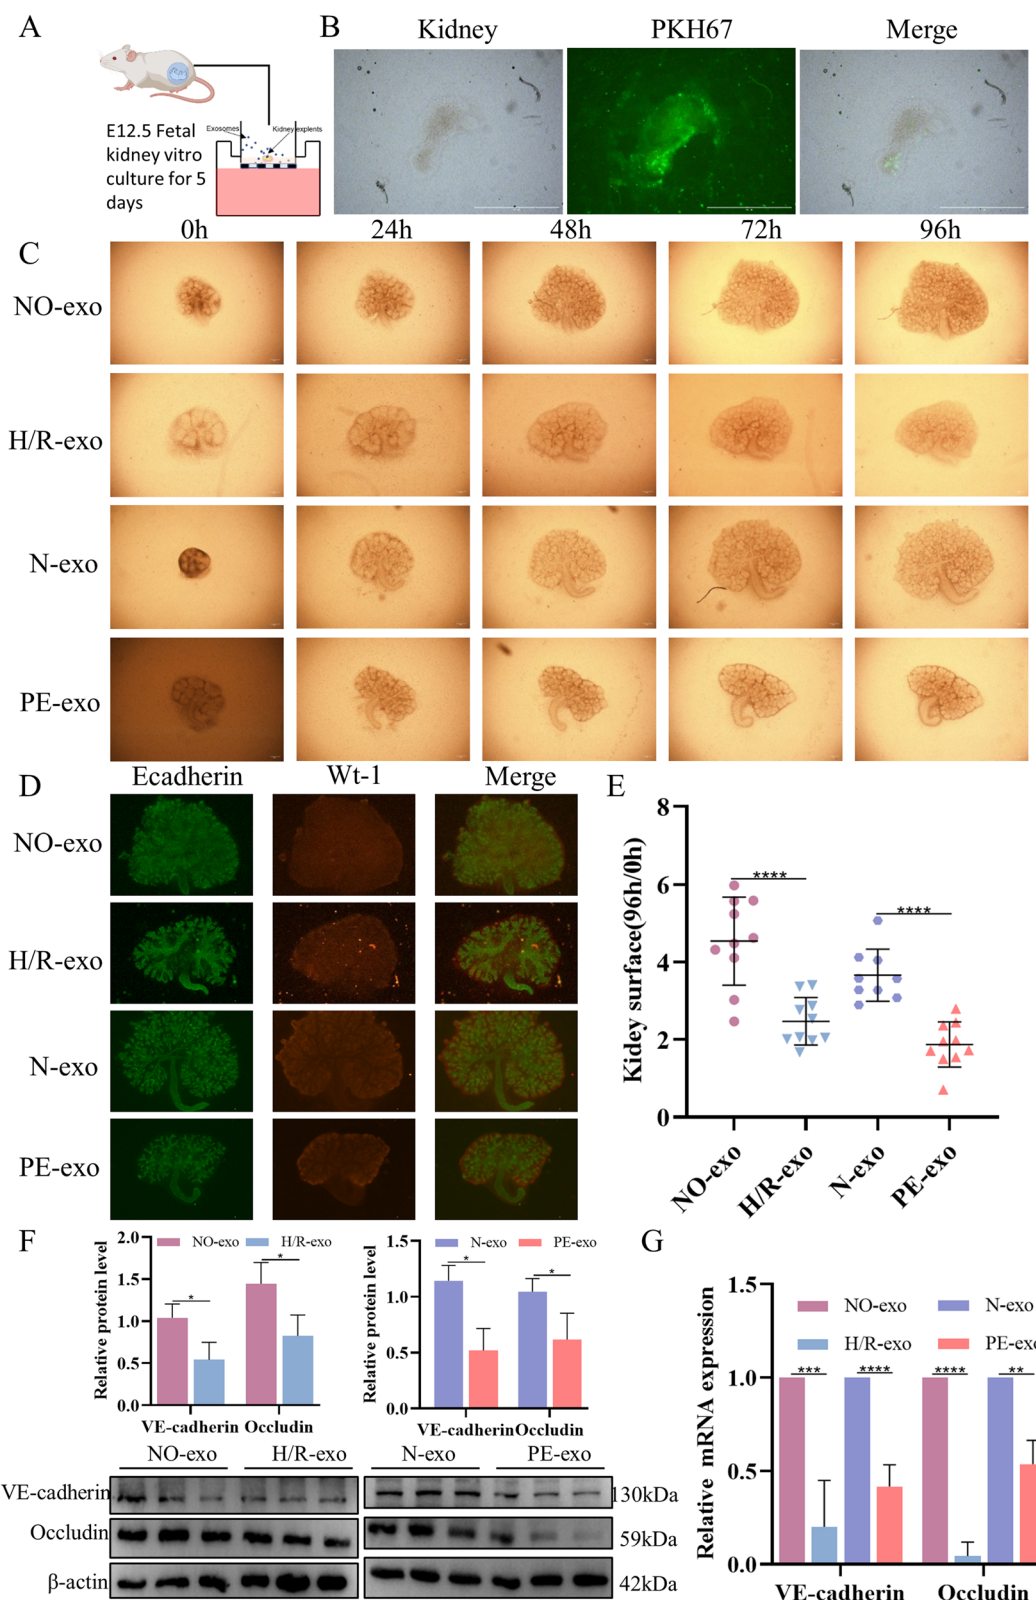 A
E12.5 Fetal
kidney vitro
culture for 5
days
Exosomes
Kidney explents
B
Kidney PKH67 Merge
C
0h 24h 48h 72h 96h
NO-exo
H/R-exo
N-exo
PE-exo
D
Ecadherin Wt-1 Merge
NO-exo
H/R-exo
N-exo
PE-exo
E
Kidey surface(96h/0h)
8
6
4
2
0
****
****
NO-exo H/R-exo N-exo PE-exo
F
Relative protein level
2.0
1.5
1.0
0.5
0.0
NO-exo H/R-exo
*
*
VE-cadherin Occludin
Relative protein level
1.5
1.0
0.5
0.0
N-exo PE-exo
*
*
VE-cadherin Occludin
NO-exo H/R-exo N-exo PE-exo
VE-cadherin 130kDa
Occludin 59kDa
β-actin 42kDa
G
Relative mRNA expression
1.5
1.0
0.5
0.0
NO-exo N-exo
H/R-exo PE-exo
*** **** **** **
VE-cadherin Occludin